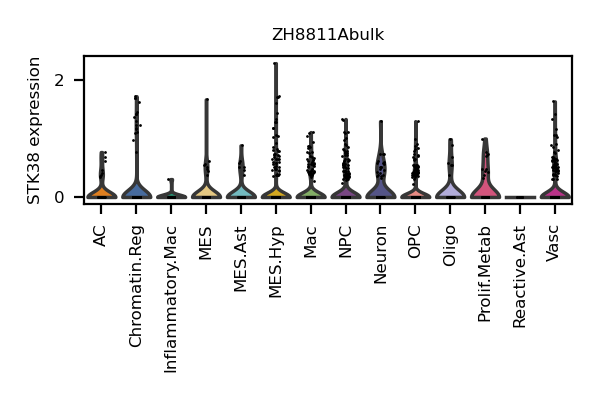 ZH8811Abulk
STK38 expression
2
0
AC
Chromatin.Reg
Inflammatory.Mac
MES
MES.Ast
MES.Hyp
Mac
NPC
Neuron
OPC
Oligo
Prolif.Metab
Reactive.Ast
Vasc